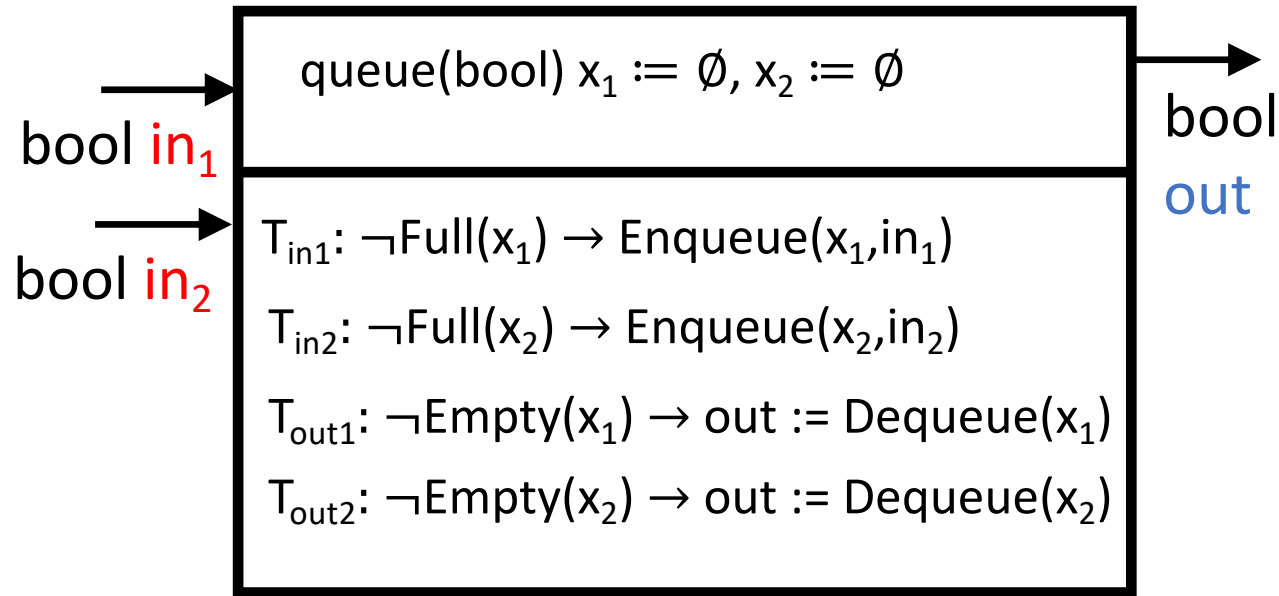 queue(bool) x₁ := ∅, x₂ := ∅
bool in₁
bool in₂
bool
out
T_in1: ¬Full(x₁) → Enqueue(x₁,in₁)
T_in2: ¬Full(x₂) → Enqueue(x₂,in₂)
T_out1: ¬Empty(x₁) → out := Dequeue(x₁)
T_out2: ¬Empty(x₂) → out := Dequeue(x₂)